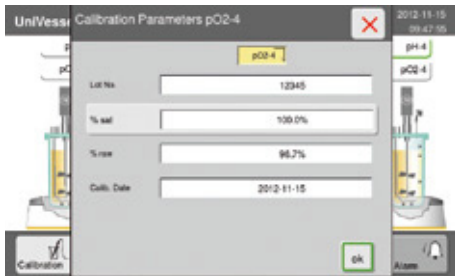 UniVesse
Calibration Parameters pO2-4
2012-11-15
09:47:55
pO2-4
pH-4
pO2-4
Lot No.
12345
% sat
100.0%
% raw
96.7%
Calib. Date
2012-11-15
ok
Calibration
Alarm